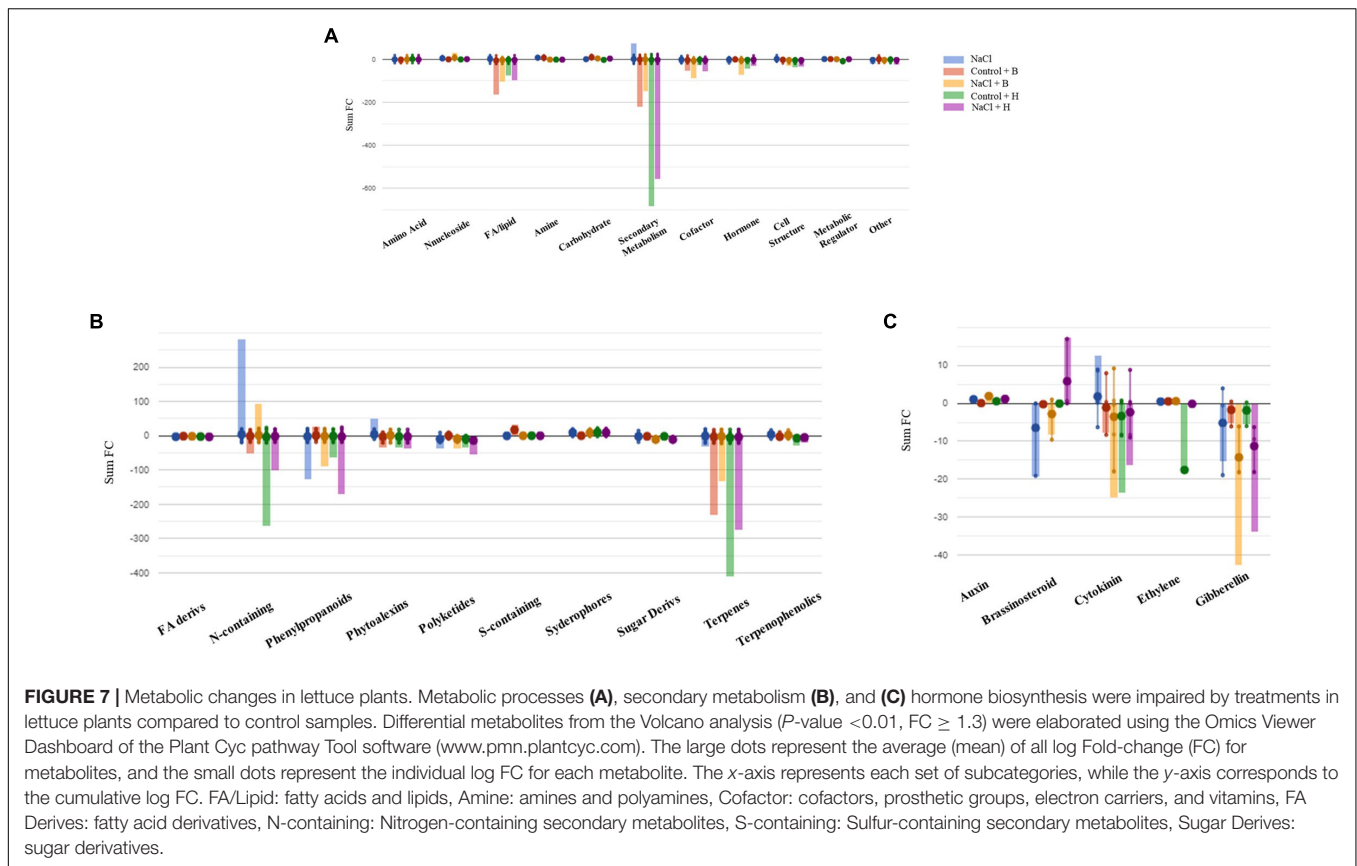 A
Sum FC
0
-200
-400
-600
Amino Acid
Nnucleoside
FA/lipid
Amine
Carbohydrate
Secondary
Metabolism
Cofactor
Hormone
Cell
Structure
Metabolic
Regulator
Other
NaCl
Control + B
NaCl + B
Control + H
NaCl + H
B
Sum FC
200
100
0
-100
-200
-300
-400
FA derivs
N-containing
Phenylpropanoids
Phytoalexins
Polyketides
S-containing
Syderophores
Sugar Derivs
Terpenes
Terpenophenolics
C
Sum FC
10
0
-10
-20
-30
-40
Auxin
Brassinosteroid
Cytokinin
Ethylene
Gibberellin
FIGURE 7 | Metabolic changes in lettuce plants. Metabolic processes (A), secondary metabolism (B), and (C) hormone biosynthesis were impaired by treatments in
lettuce plants compared to control samples. Differential metabolites from the Volcano analysis (P-value <0.01, FC ≥ 1.3) were elaborated using the Omics Viewer
Dashboard of the Plant Cyc pathway Tool software (www.pmn.plantcyc.com). The large dots represent the average (mean) of all log Fold-change (FC) for
metabolites, and the small dots represent the individual log FC for each metabolite. The x-axis represents each set of subcategories, while the y-axis corresponds to
the cumulative log FC. FA/Lipid: fatty acids and lipids, Amine: amines and polyamines, Cofactor: cofactors, prosthetic groups, electron carriers, and vitamins, FA
Derives: fatty acid derivatives, N-containing: Nitrogen-containing secondary metabolites, S-containing: Sulfur-containing secondary metabolites, Sugar Derives:
sugar derivatives.